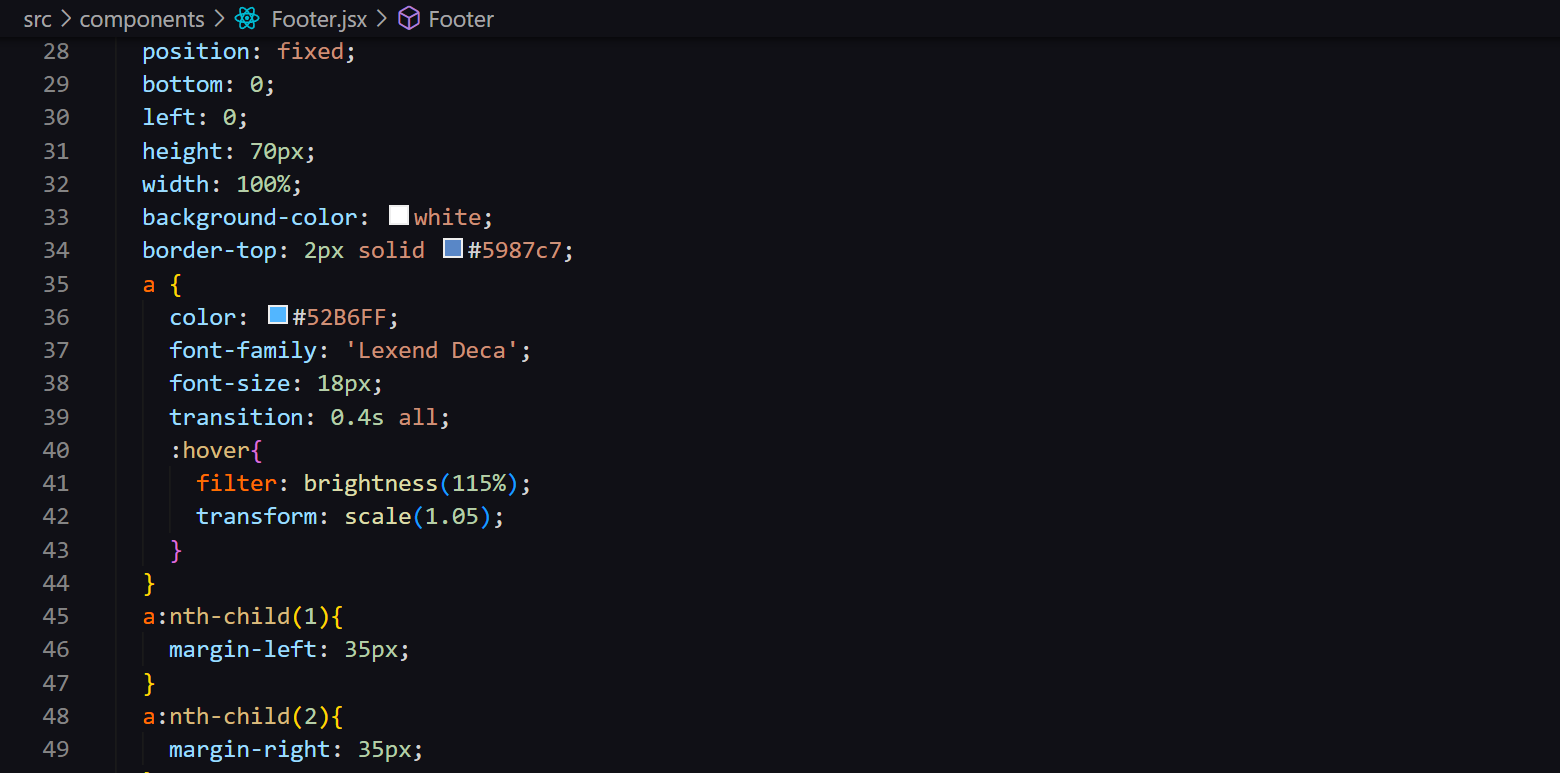 src > components > Footer.jsx > Footer
28 position: fixed;
29 bottom: 0;
30 left: 0;
31 height: 70px;
32 width: 100%;
33 background-color: white;
34 border-top: 2px solid #5987c7;
35 a {
36 color: #52B6FF;
37 font-family: 'Lexend Deca';
38 font-size: 18px;
39 transition: 0.4s all;
40 :hover{
41 filter: brightness(115%);
42 transform: scale(1.05);
43 }
44 }
45 a:nth-child(1){
46 margin-left: 35px;
47 }
48 a:nth-child(2){
49 margin-right: 35px;